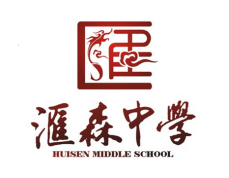 滙森中學
HUISEN MIDDLE SCHOOL